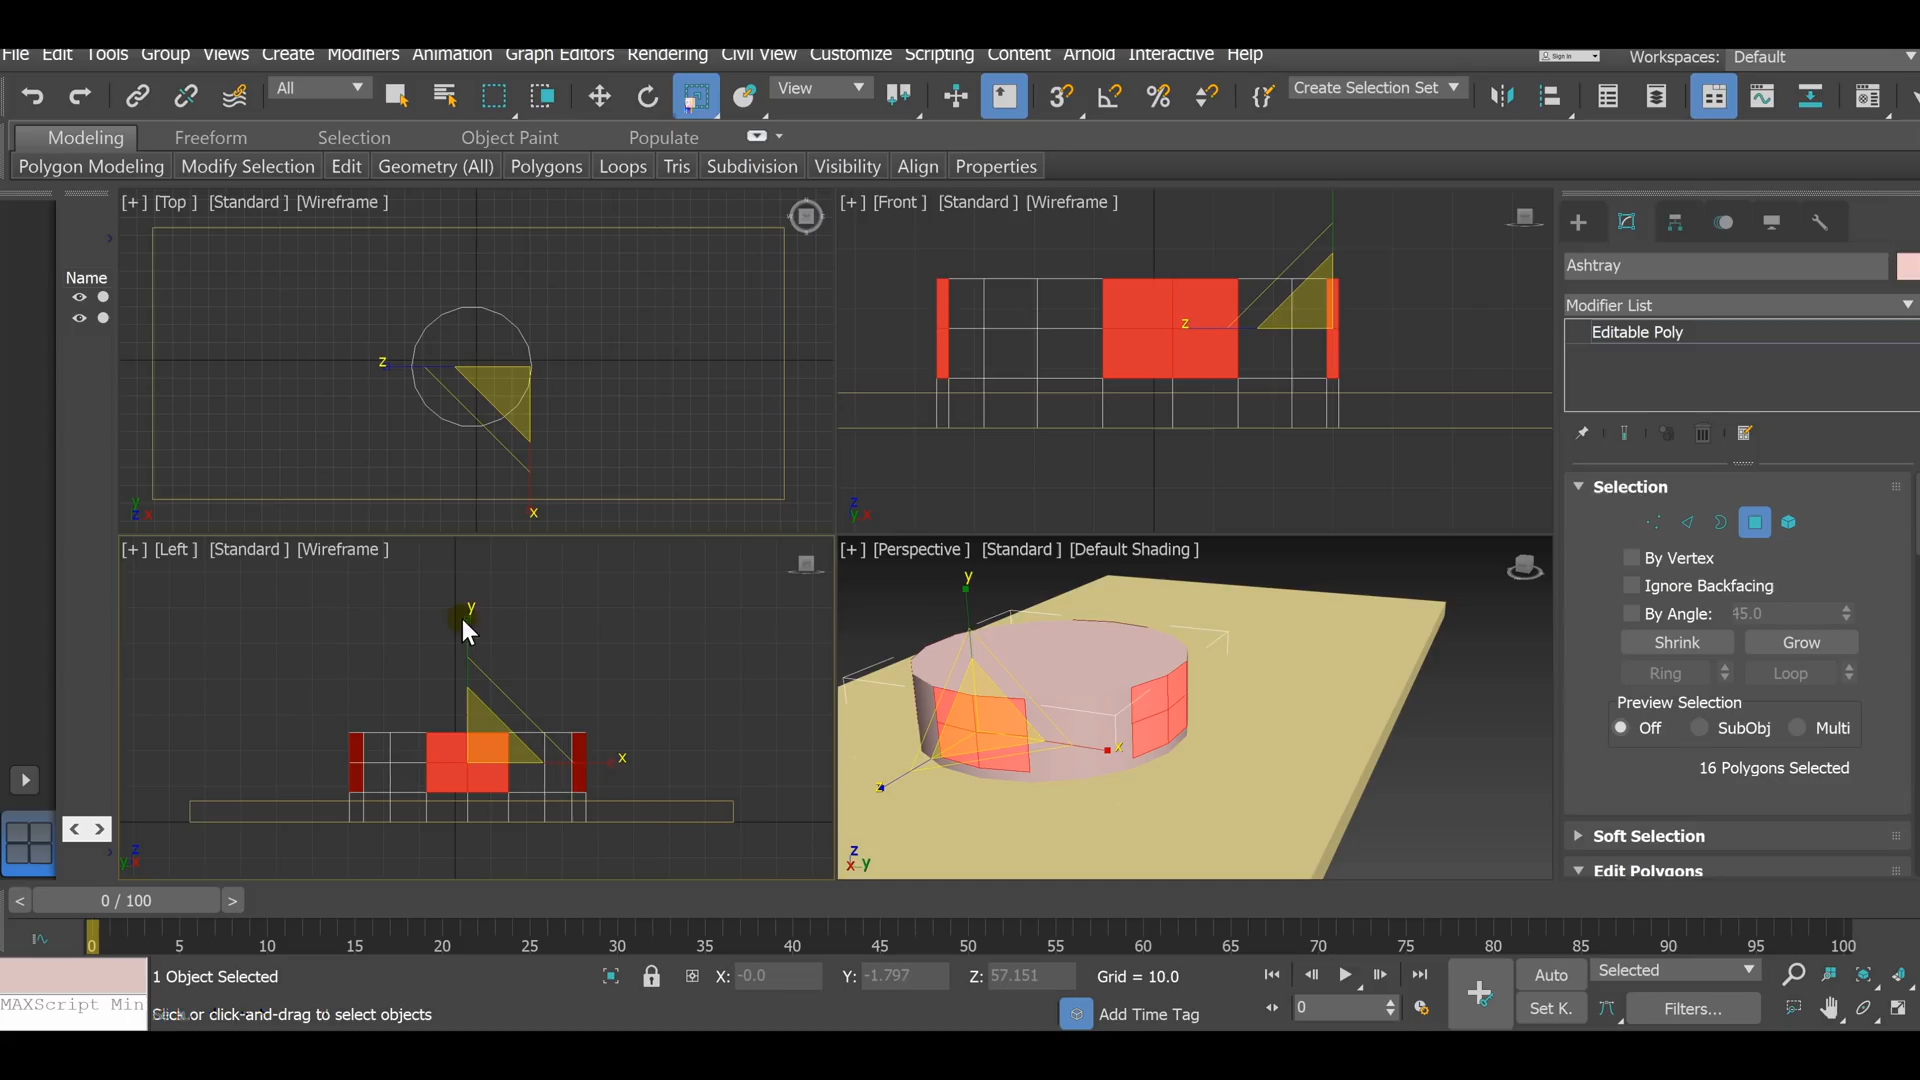 File Edit Tools Group Views Create Modifiers Animation Graph Editors Rendering Civil View Customize Scripting Content Arnold Interactive Help Sign In Workspaces: Default
All View Create Selection Set
Modeling Freeform Selection Object Paint Populate
Polygon Modeling Modify Selection Edit Geometry (All) Polygons Loops Tris Subdivision Visibility Align Properties
[+] [Top ] [Standard ] [Wireframe ]
z
x
y
z x
[+] [Front ] [Standard ] [Wireframe ]
z
z
y x
Name
[+] [Left ] [Standard ] [Wireframe ]
y
x
z
y x
[+] [Perspective ] [Standard ] [Default Shading ]
y
x
z
z
x y
Ashtray
Modifier List
Editable Poly
Selection
By Vertex
Ignore Backfacing
By Angle: 45.0
Shrink Grow
Ring Loop
Preview Selection
Off SubObj Multi
16 Polygons Selected
Soft Selection
Edit Polygons
< 0 / 100 >
0 5 10 15 20 25 30 35 40 45 50 55 60 65 70 75 80 85 90 95 100
1 Object Selected X: -0.0 Y: -1.797 Z: 57.151 Grid = 10.0 Auto Selected
MAXScript Min Click or click-and-drag to select objects Add Time Tag 0 Set K. Filters...